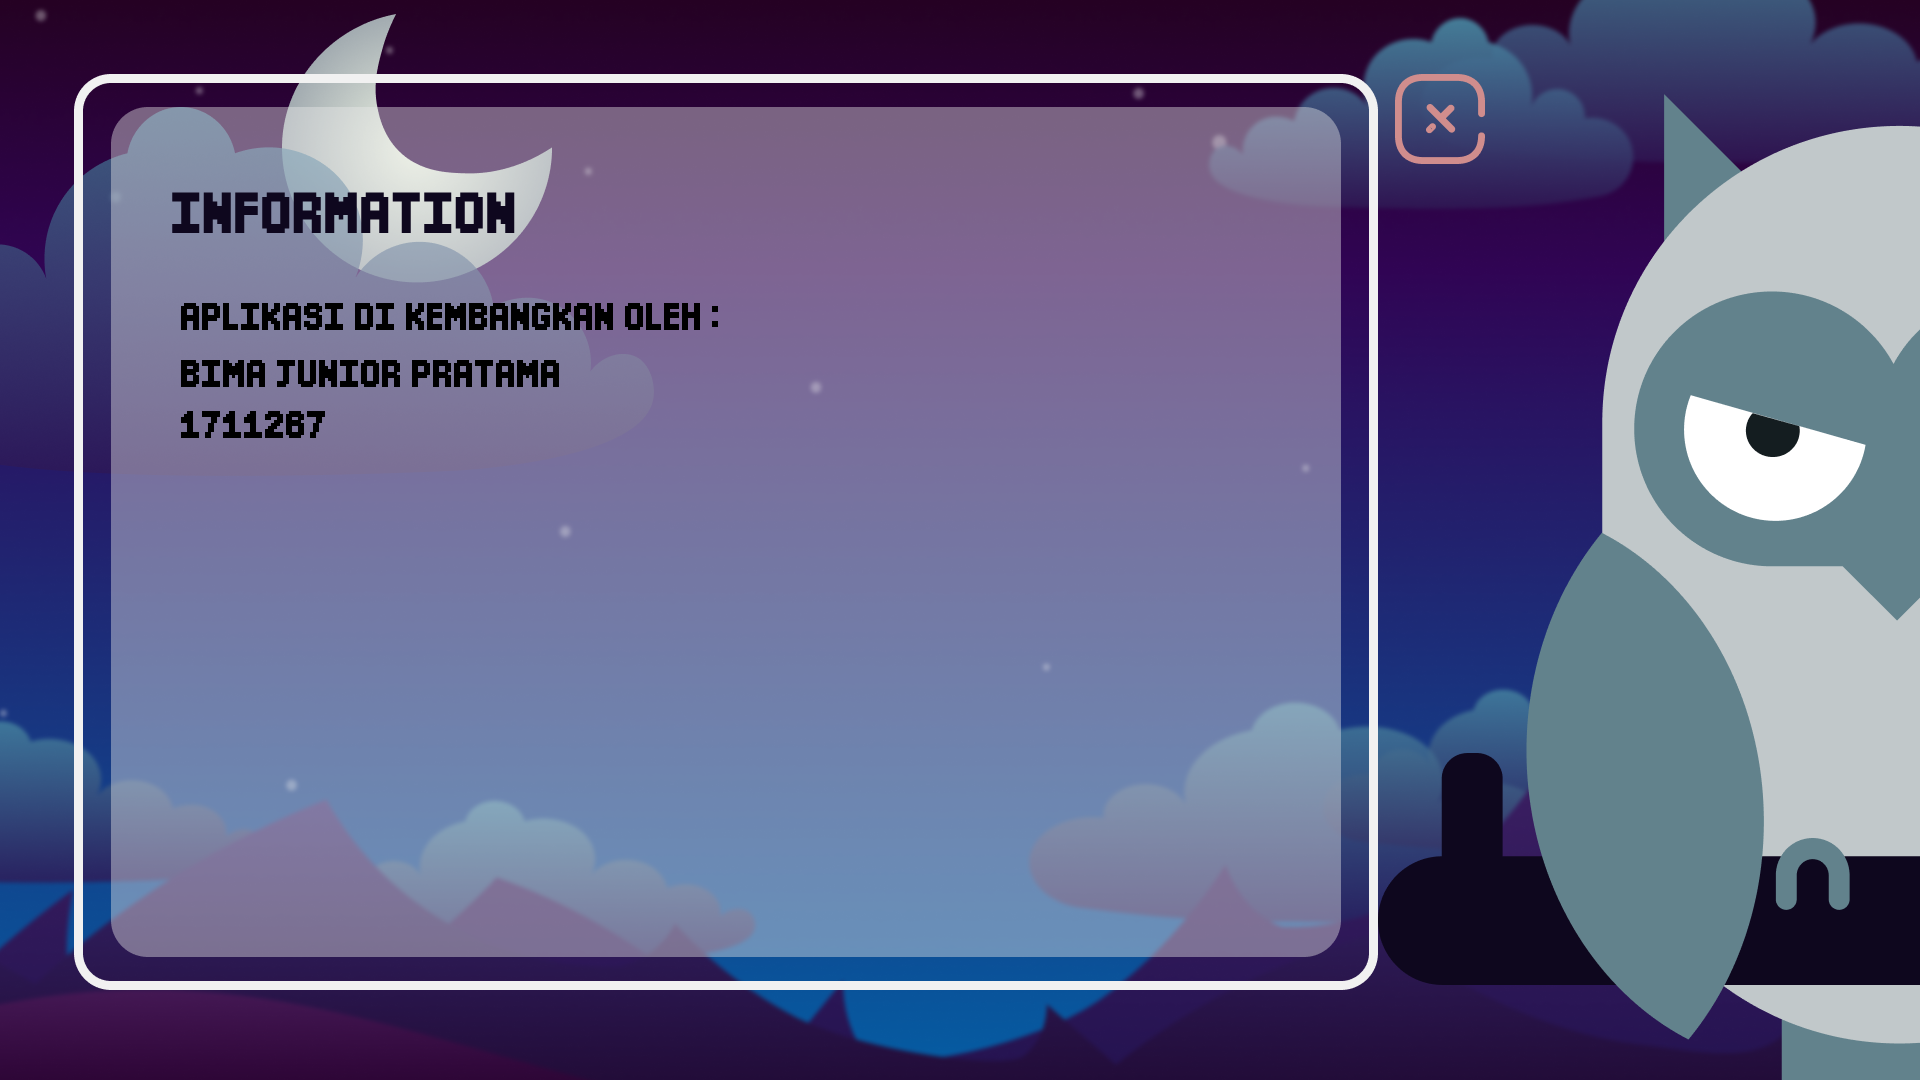 INFORMATION
APLIKASI DI KEMBANGKAN OLEH :
BIMA JUNIOR PRATAMA
1711267